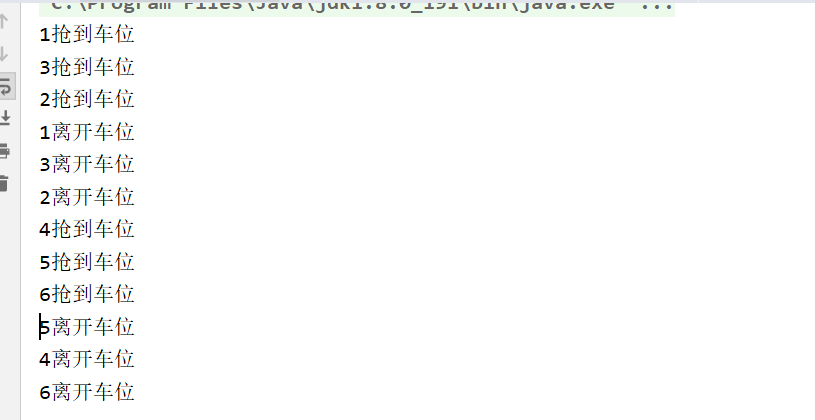 C:\Program Files\Java\jdk1.8.0_191\bin\java.exe" ...
1抢到车位
3抢到车位
2抢到车位
1离开车位
3离开车位
2离开车位
4抢到车位
5抢到车位
6抢到车位
5离开车位
4离开车位
6离开车位